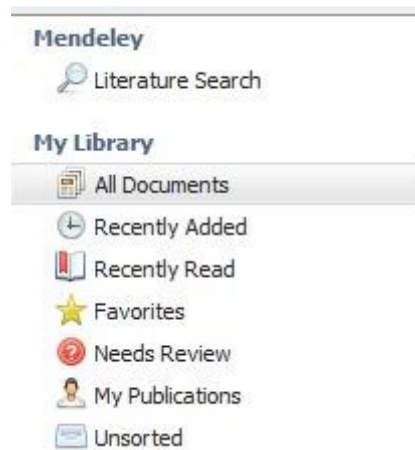 Mendeley
Literature Search
My Library
All Documents
Recently Added
Recently Read
Favorites
Needs Review
My Publications
Unsorted